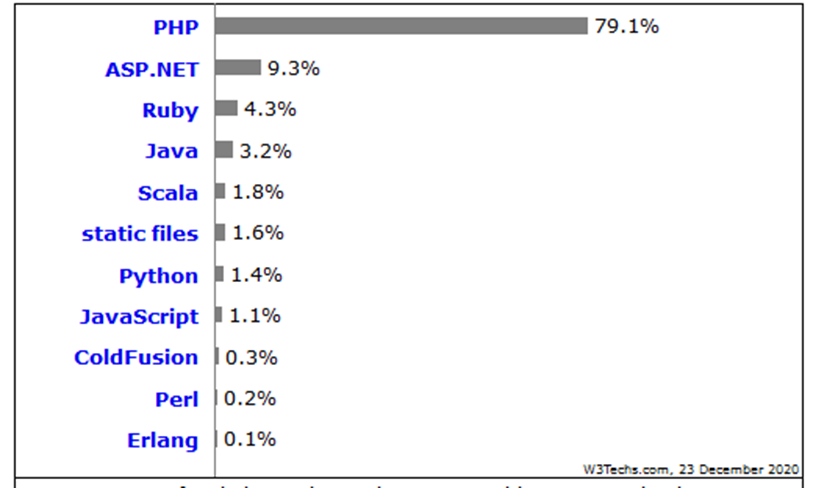 PHP 79.1%
ASP.NET 9.3%
Ruby 4.3%
Java 3.2%
Scala 1.8%
static files 1.6%
Python 1.4%
JavaScript 1.1%
ColdFusion 0.3%
Perl 0.2%
Erlang 0.1%
W3Techs.com, 23 December 2020